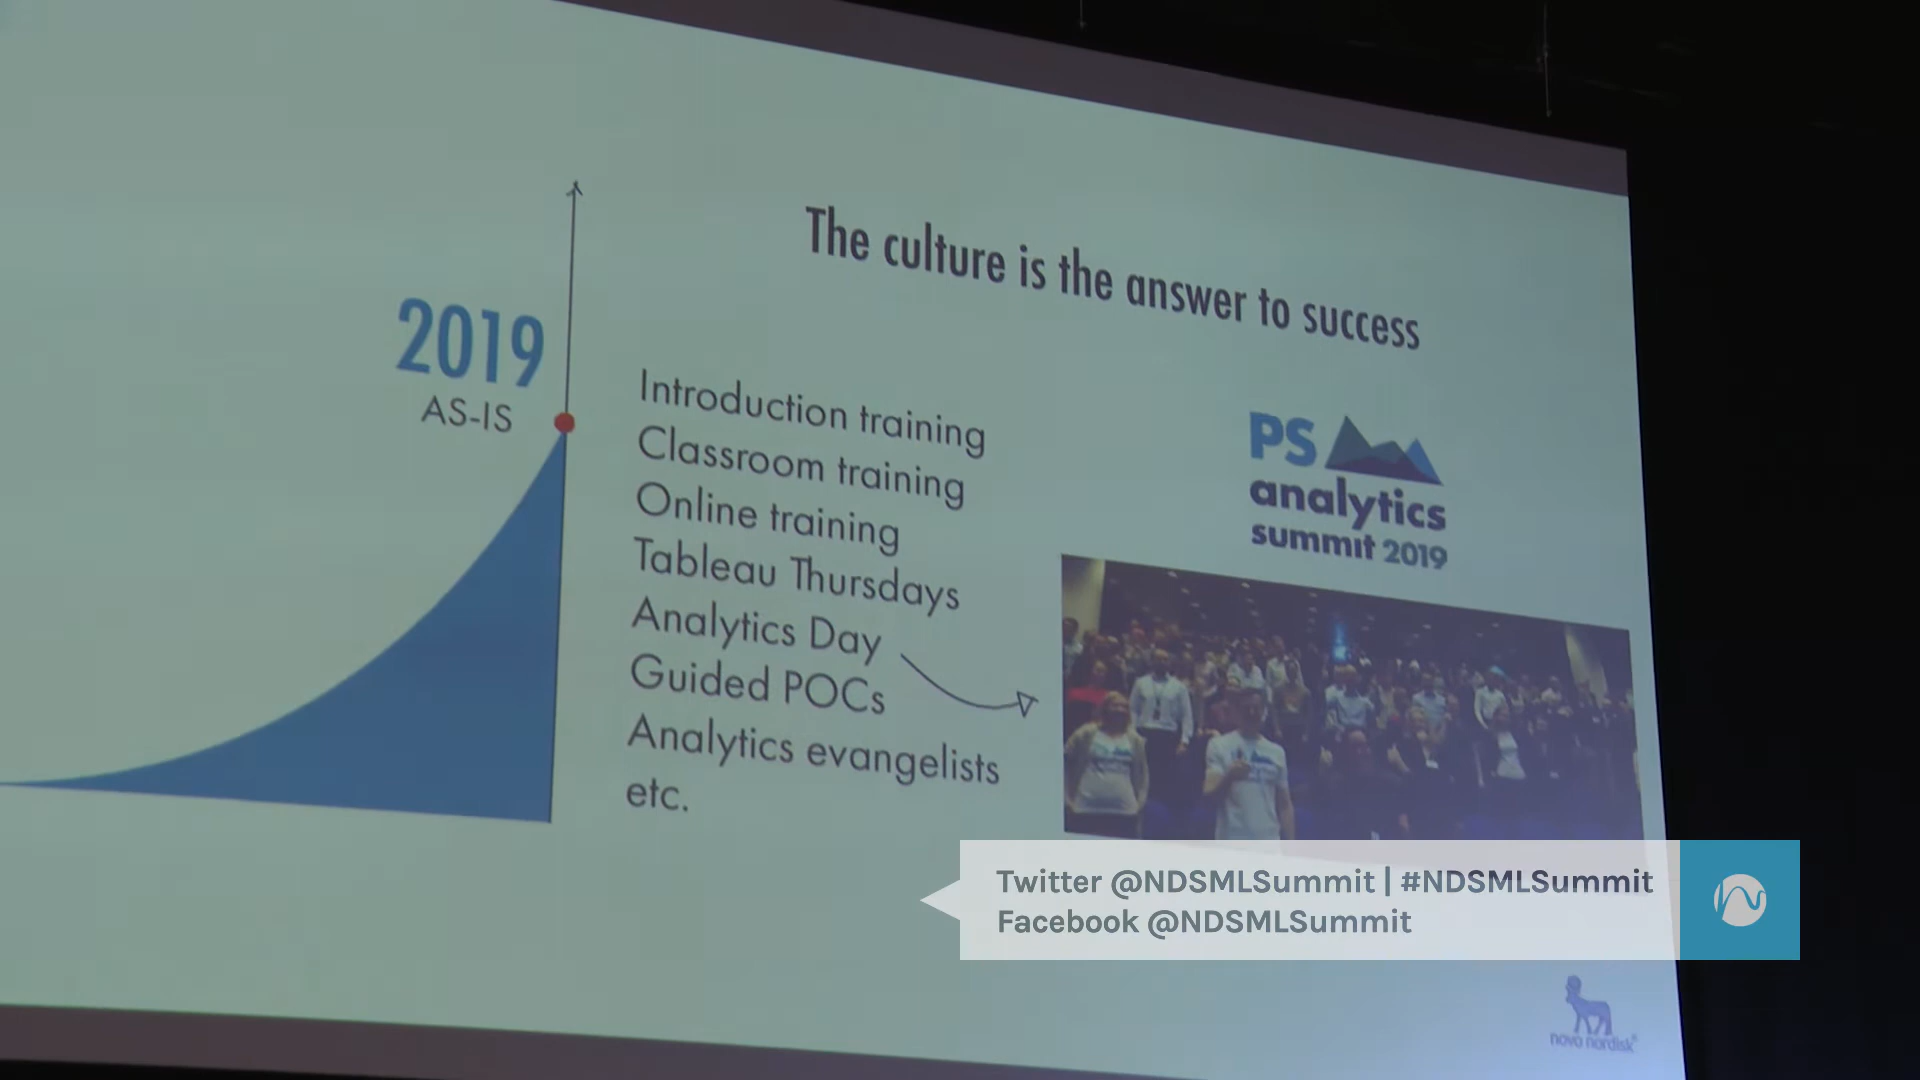 The culture is the answer to success
2019
AS-IS
Introduction training
Classroom training
Online training
Tableau Thursdays
Analytics Day
Guided POCs
Analytics evangelists
etc.
PS
analytics
summit 2019
Twitter @NDSMLSummit | #NDSMLSummit
Facebook @NDSMLSummit
novo nordisk®